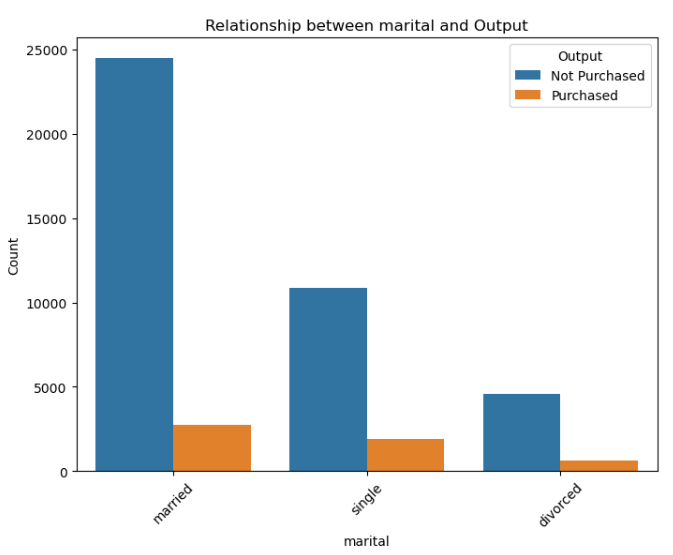 Relationship between marital and Output
Output
Not Purchased
Purchased
Count
25000
20000
15000
10000
5000
0
married
single
divorced
marital